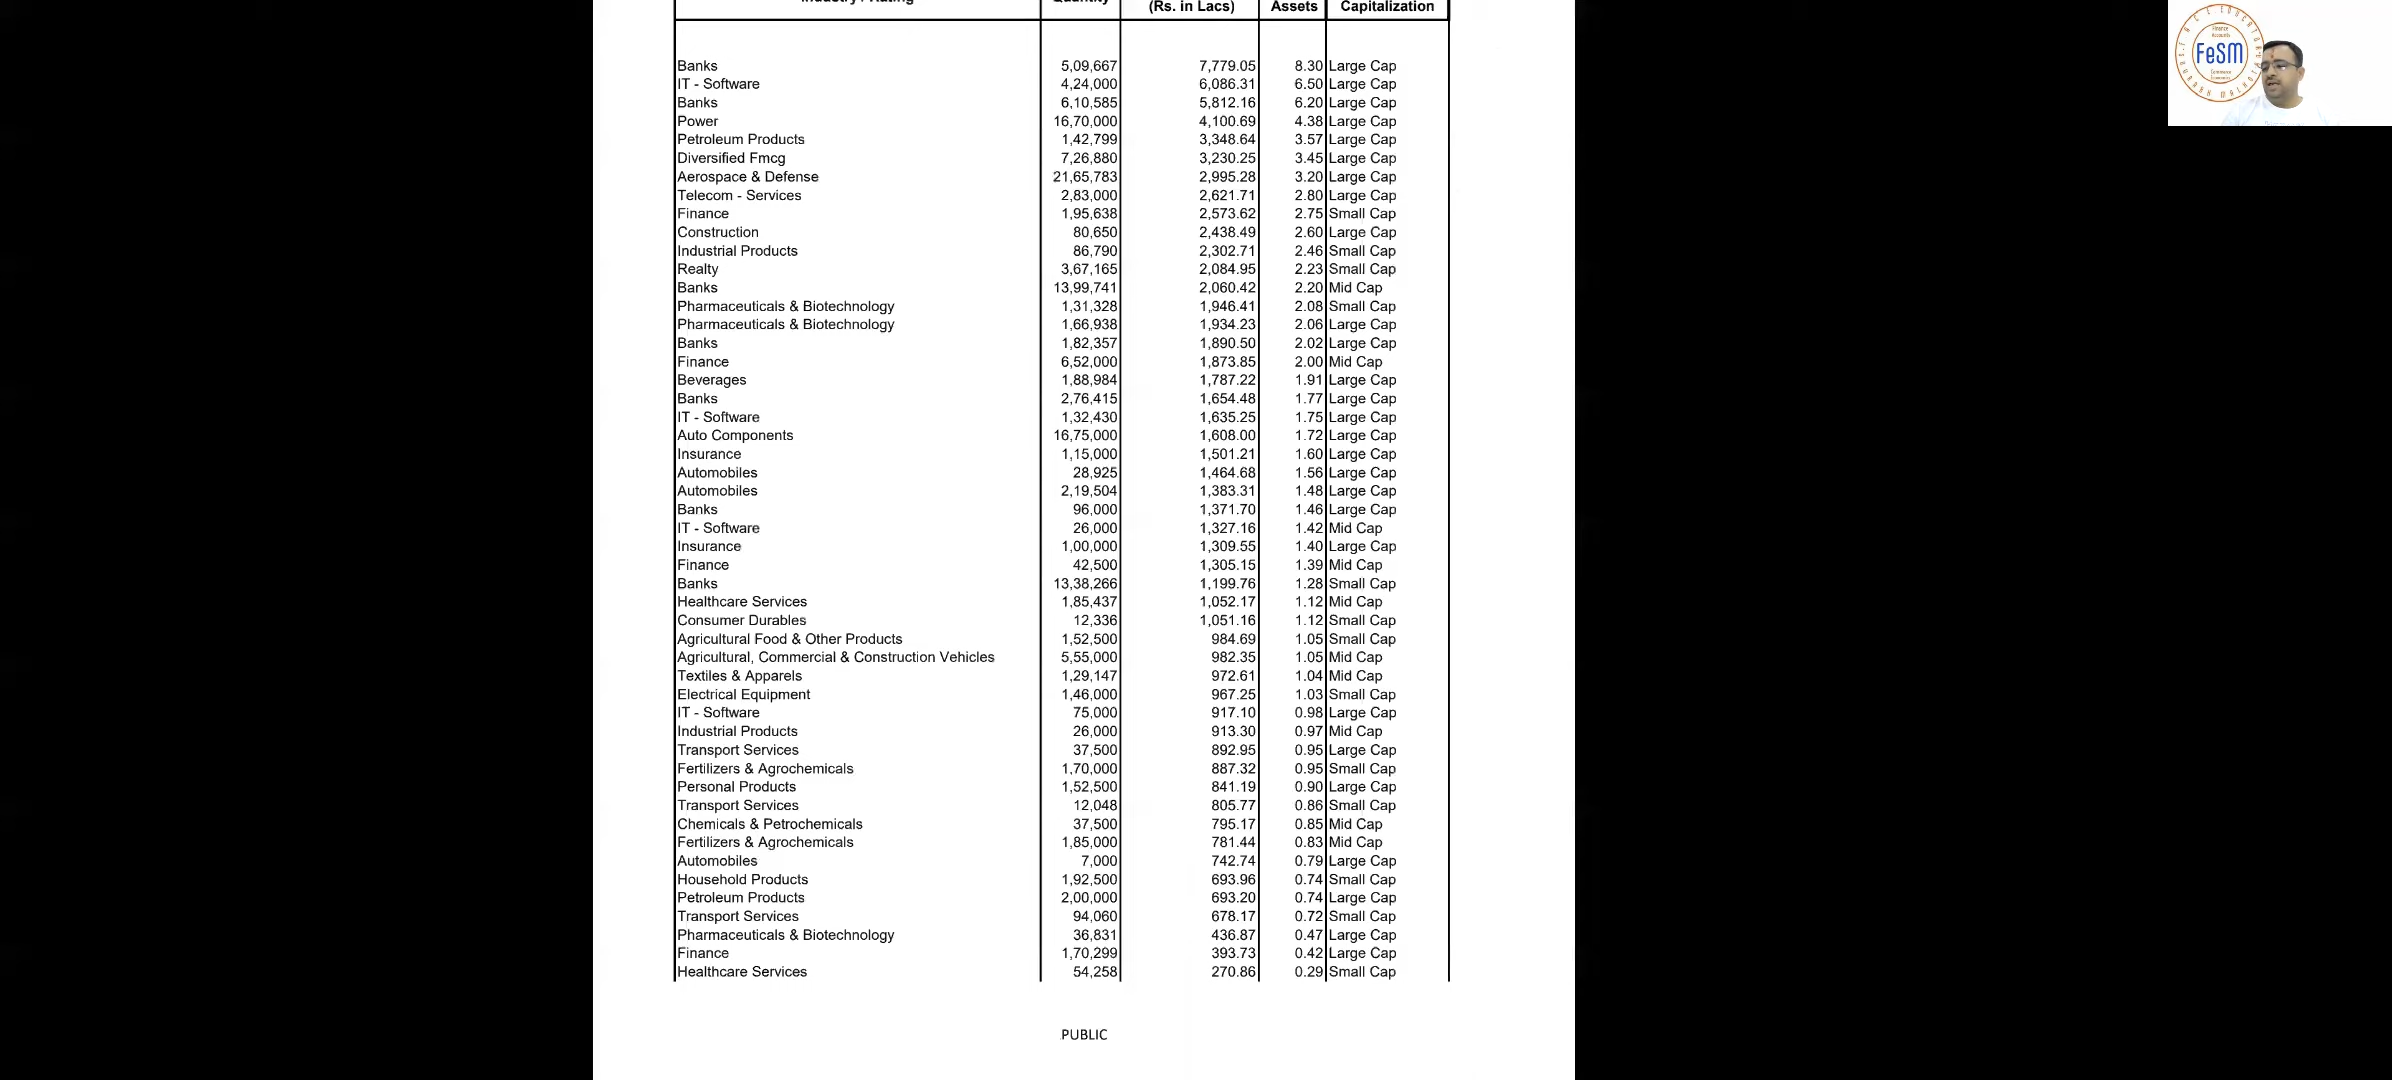 Industry / Rating Quantity (Rs. in Lacs) Assets Capitalization
Banks 5,09,667 7,779.05 8.30 Large Cap
IT - Software 4,24,000 6,086.31 6.50 Large Cap
Banks 6,10,585 5,812.16 6.20 Large Cap
Power 16,70,000 4,100.69 4.38 Large Cap
Petroleum Products 1,42,799 3,348.64 3.57 Large Cap
Diversified Fmcg 7,26,880 3,230.25 3.45 Large Cap
Aerospace & Defense 21,65,783 2,995.28 3.20 Large Cap
Telecom - Services 2,83,000 2,621.71 2.80 Large Cap
Finance 1,95,638 2,573.62 2.75 Small Cap
Construction 80,650 2,438.49 2.60 Large Cap
Industrial Products 86,790 2,302.71 2.46 Small Cap
Realty 3,67,165 2,084.95 2.23 Small Cap
Banks 13,99,741 2,060.42 2.20 Mid Cap
Pharmaceuticals & Biotechnology 1,31,328 1,946.41 2.08 Small Cap
Pharmaceuticals & Biotechnology 1,66,938 1,934.23 2.06 Large Cap
Banks 1,82,357 1,890.50 2.02 Large Cap
Finance 6,52,000 1,873.85 2.00 Mid Cap
Beverages 1,88,984 1,787.22 1.91 Large Cap
Banks 2,76,415 1,654.48 1.77 Large Cap
IT - Software 1,32,430 1,635.25 1.75 Large Cap
Auto Components 16,75,000 1,608.00 1.72 Large Cap
Insurance 1,15,000 1,501.21 1.60 Large Cap
Automobiles 28,925 1,464.68 1.56 Large Cap
Automobiles 2,19,504 1,383.31 1.48 Large Cap
Banks 96,000 1,371.70 1.46 Large Cap
IT - Software 26,000 1,327.16 1.42 Mid Cap
Insurance 1,00,000 1,309.55 1.40 Large Cap
Finance 42,500 1,305.15 1.39 Mid Cap
Banks 13,38,266 1,199.76 1.28 Small Cap
Healthcare Services 1,85,437 1,052.17 1.12 Mid Cap
Consumer Durables 12,336 1,051.16 1.12 Small Cap
Agricultural Food & Other Products 1,52,500 984.69 1.05 Small Cap
Agricultural, Commercial & Construction Vehicles 5,55,000 982.35 1.05 Mid Cap
Textiles & Apparels 1,29,147 972.61 1.04 Mid Cap
Electrical Equipment 1,46,000 967.25 1.03 Small Cap
IT - Software 75,000 917.10 0.98 Large Cap
Industrial Products 26,000 913.30 0.97 Mid Cap
Transport Services 37,500 892.95 0.95 Large Cap
Fertilizers & Agrochemicals 1,70,000 887.32 0.95 Small Cap
Personal Products 1,52,500 841.19 0.90 Large Cap
Transport Services 12,048 805.77 0.86 Small Cap
Chemicals & Petrochemicals 37,500 795.17 0.85 Mid Cap
Fertilizers & Agrochemicals 1,85,000 781.44 0.83 Mid Cap
Automobiles 7,000 742.74 0.79 Large Cap
Household Products 1,92,500 693.96 0.74 Small Cap
Petroleum Products 2,00,000 693.20 0.74 Large Cap
Transport Services 94,060 678.17 0.72 Small Cap
Pharmaceuticals & Biotechnology 36,831 436.87 0.47 Large Cap
Finance 1,70,299 393.73 0.42 Large Cap
Healthcare Services 54,258 270.86 0.29 Small Cap
PUBLIC
Finance
Accounts
FeSM
Commerce
Economics